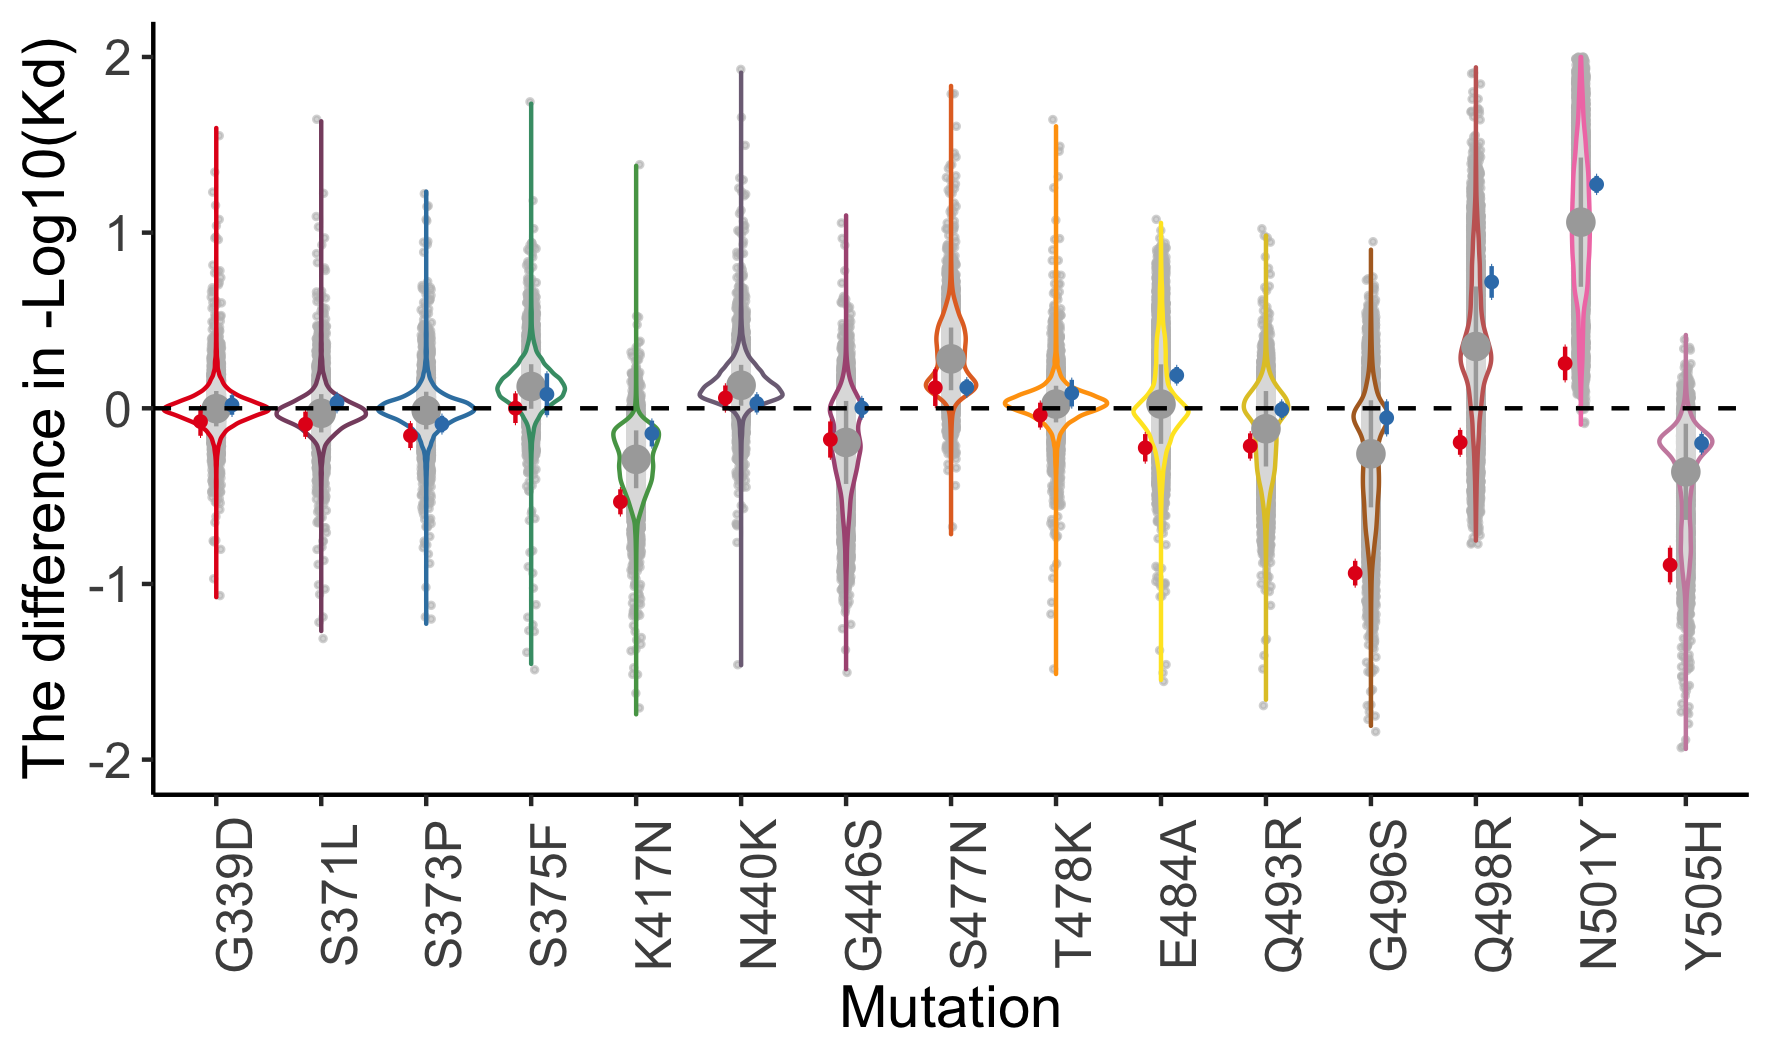 The difference in -Log10(Kd)
2
1
0
-1
-2
G339D
S371L
S373P
S375F
K417N
N440K
G446S
S477N
T478K
E484A
Q493R
G496S
Q498R
N501Y
Y505H
Mutation